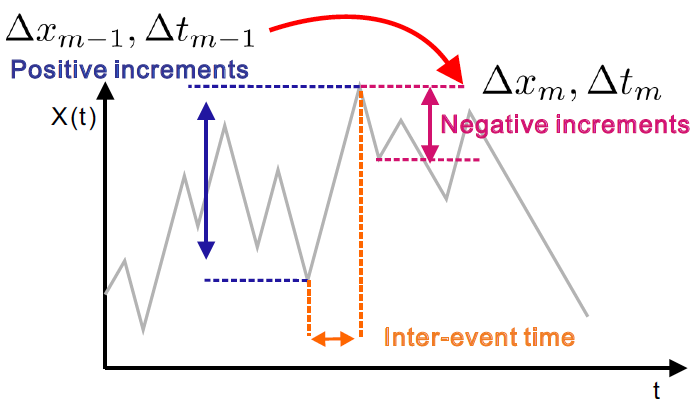 Δx_{m−1}, Δt_{m−1}
Positive increments
Δx_m, Δt_m
X(t)
Negative increments
Inter-event time
t